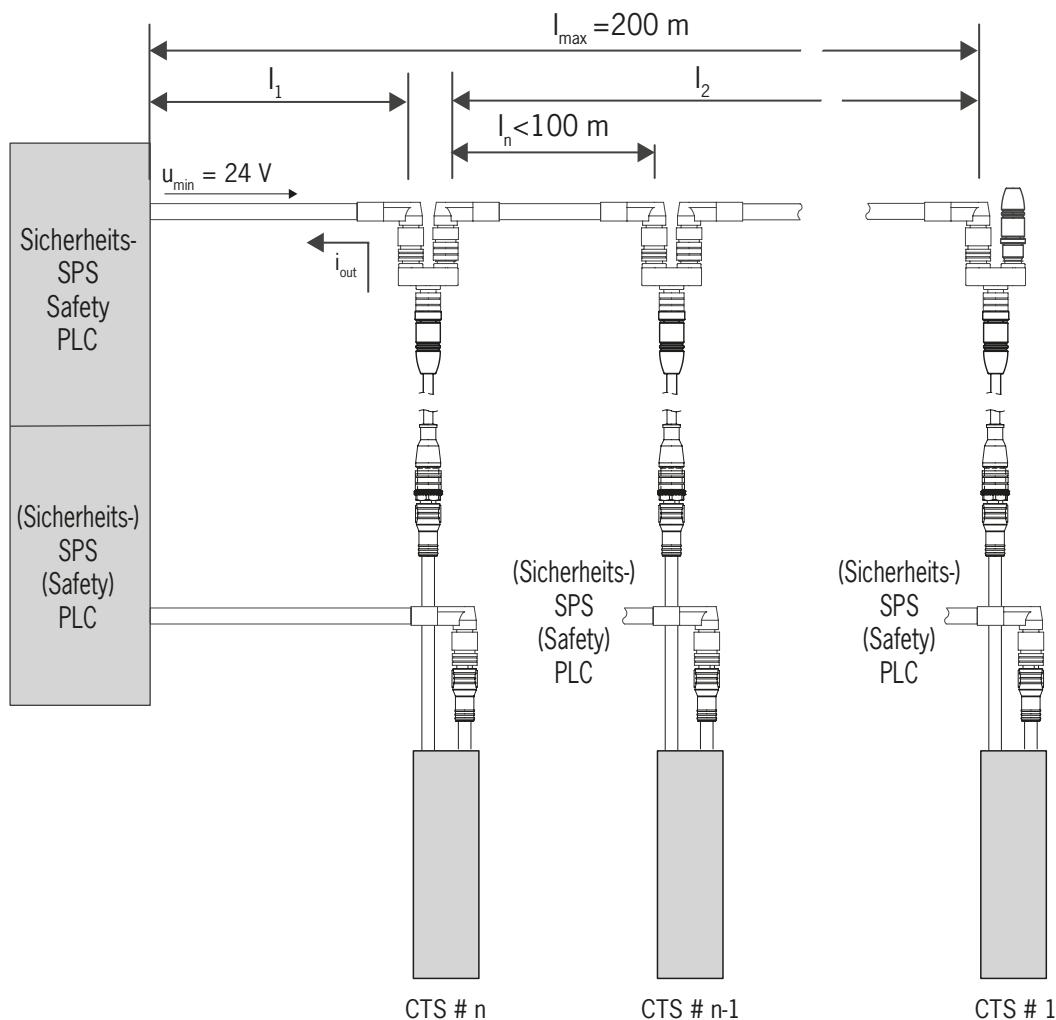 l_max =200 m
l_1
l_2
l_n<100 m
u_min = 24 V
i_out
Sicherheits-
SPS
Safety
PLC
(Sicherheits-)
SPS
(Safety)
PLC
(Sicherheits-)
SPS
(Safety)
PLC
(Sicherheits-)
SPS
(Safety)
PLC
CTS # n
CTS # n-1
CTS # 1